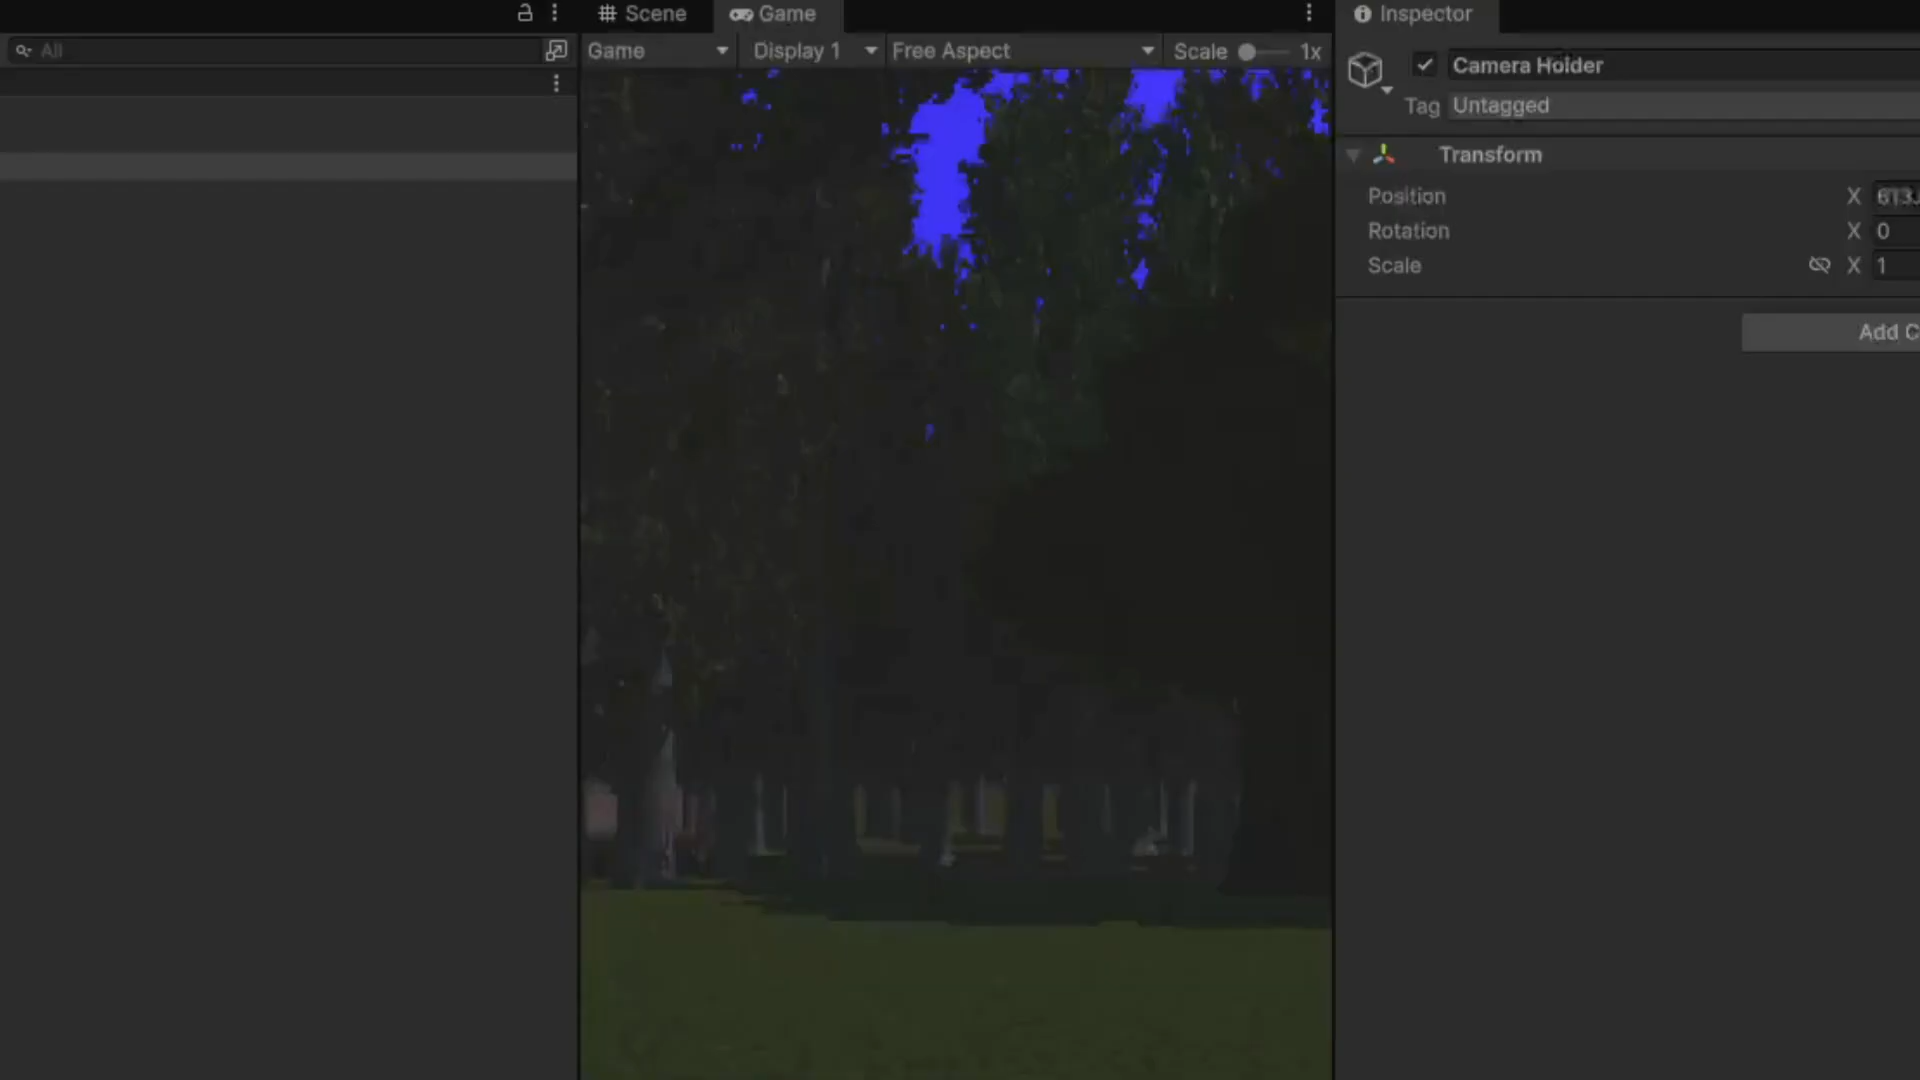 All
Scene Game
Game Display 1 Free Aspect Scale 1x
Inspector
Camera Holder
Tag Untagged
Transform
Position X
Rotation X 0
Scale X 1
Add C